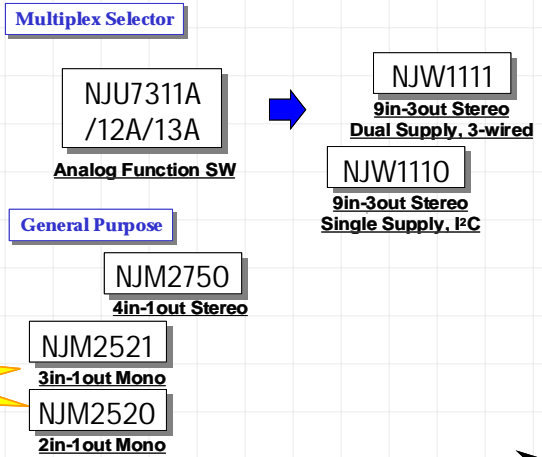 Multiplex Selector
NJU7311A
/12A/13A
Analog Function SW
NJW1111
9in-3out Stereo
Dual Supply, 3-wired
NJW1110
9in-3out Stereo
Single Supply, I²C
General Purpose
NJM2750
4in-1out Stereo
NJM2521
3in-1out Mono
NJM2520
2in-1out Mono